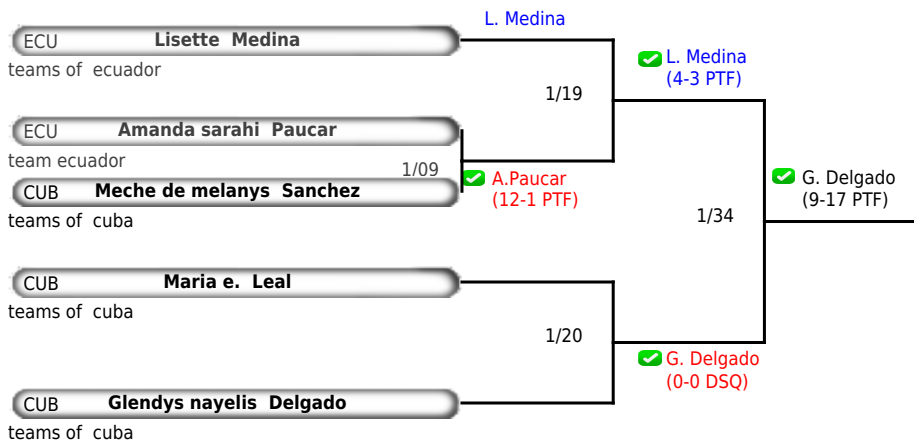 L. Medina
ECU Lisette Medina
teams of ecuador
L. Medina
(4-3 PTF)
1/19
ECU Amanda sarahi Paucar
team ecuador
1/09
A.Paucar
(12-1 PTF)
CUB Meche de melanys Sanchez
teams of cuba
G. Delgado
(9-17 PTF)
1/34
CUB Maria e. Leal
teams of cuba
1/20
G. Delgado
(0-0 DSQ)
CUB Glendys nayelis Delgado
teams of cuba